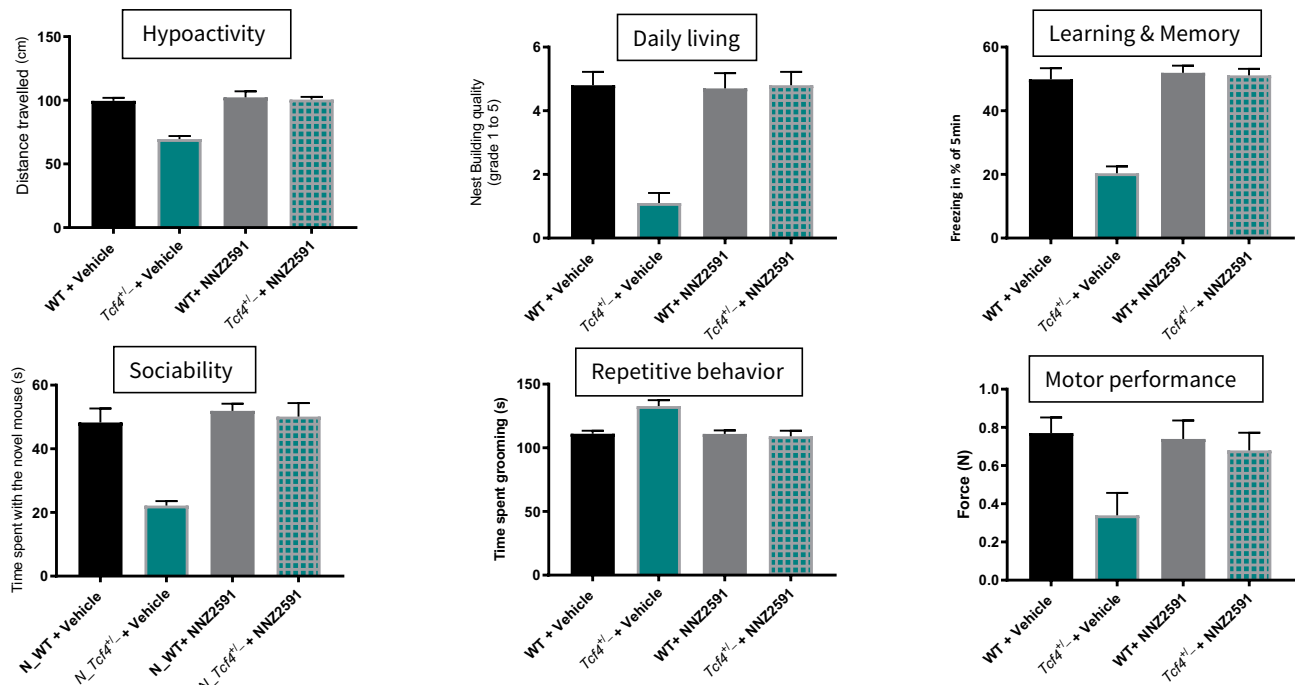 Hypoactivity
Distance travelled (cm)
150
100
50
0
WT + Vehicle
Tcf4+/_ + Vehicle
WT+ NNZ2591
Tcf4+/_ + NNZ2591
Daily living
Nest Building quality
(grade 1 to 5)
6
4
2
0
WT + Vehicle
Tcf4+/_ + Vehicle
WT+ NNZ2591
Tcf4+/_ + NNZ2591
Learning & Memory
Freezing in % of 5min
60
40
20
0
WT + Vehicle
Tcf4+/_ + Vehicle
WT+ NNZ2591
Tcf4+/_ + NNZ2591
Sociability
Time spent with the novel mouse (s)
60
40
20
0
N_WT + Vehicle
N_Tcf4+/_ + Vehicle
N_WT+ NNZ2591
N_Tcf4+/_ + NNZ2591
Repetitive behavior
Time spent grooming (s)
150
100
50
0
WT + Vehicle
Tcf4+/_ + Vehicle
WT+ NNZ2591
Tcf4+/_ + NNZ2591
Motor performance
Force (N)
1.0
0.8
0.6
0.4
0.2
0.0
WT + Vehicle
Tcf4+/_ + Vehicle
WT+ NNZ2591
Tcf4+/_ + NNZ2591